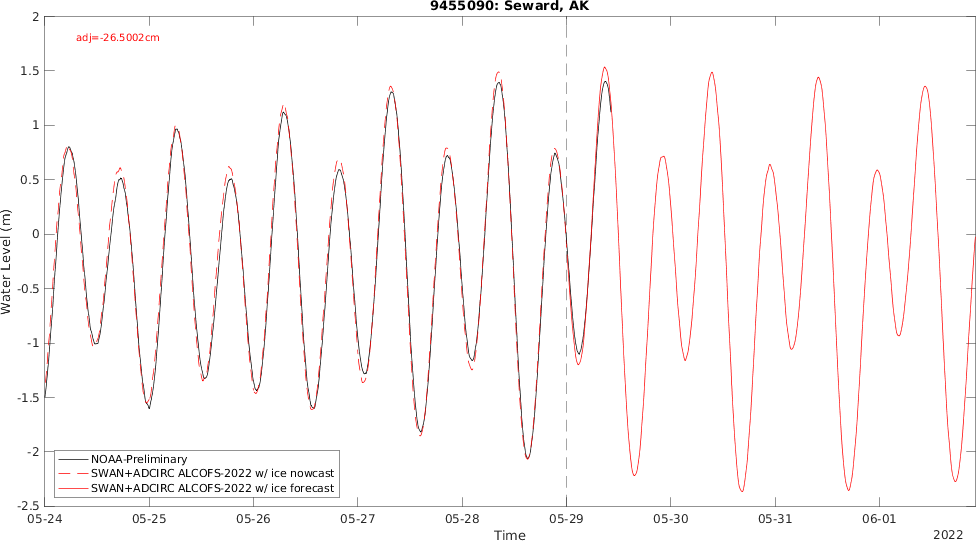 9455090: Seward, AK
adj=-26.5002cm
2
1.5
1
0.5
0
-0.5
-1
-1.5
-2
-2.5
Water Level (m)
NOAA-Preliminary
SWAN+ADCIRC ALCOFS-2022 w/ ice nowcast
SWAN+ADCIRC ALCOFS-2022 w/ ice forecast
05-24 05-25 05-26 05-27 05-28 05-29 05-30 05-31 06-01
Time
2022